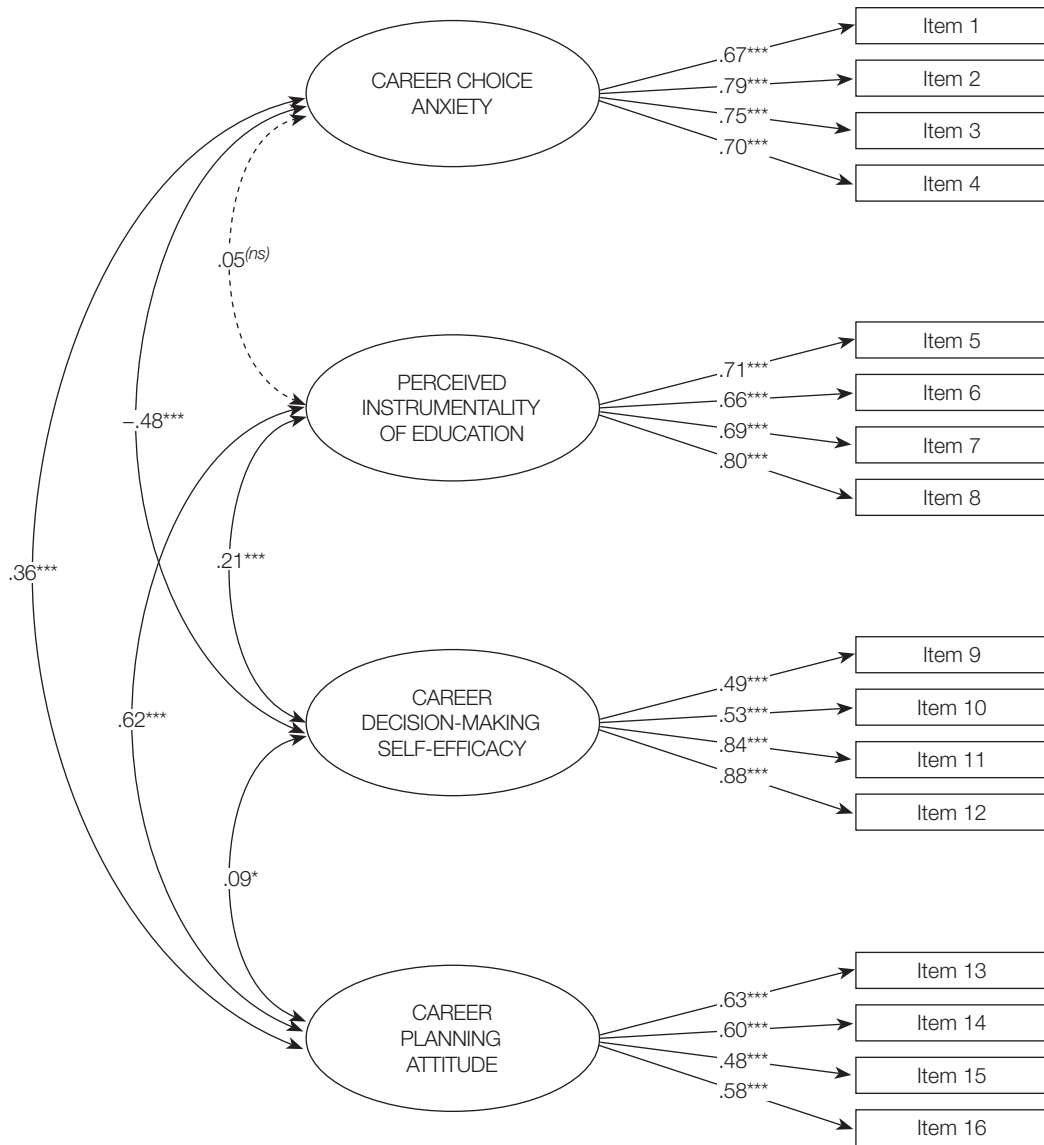 CAREER CHOICE
ANXIETY
.67***
.79***
.75***
.70***
Item 1
Item 2
Item 3
Item 4
.05(ns)
PERCEIVED
INSTRUMENTALITY
OF EDUCATION
.71***
.66***
.69***
.80***
Item 5
Item 6
Item 7
Item 8
–.48***
.21***
.36***
CAREER
DECISION-MAKING
SELF-EFFICACY
.49***
.53***
.84***
.88***
Item 9
Item 10
Item 11
Item 12
.62***
.09*
CAREER
PLANNING
ATTITUDE
.63***
.60***
.48***
.58***
Item 13
Item 14
Item 15
Item 16